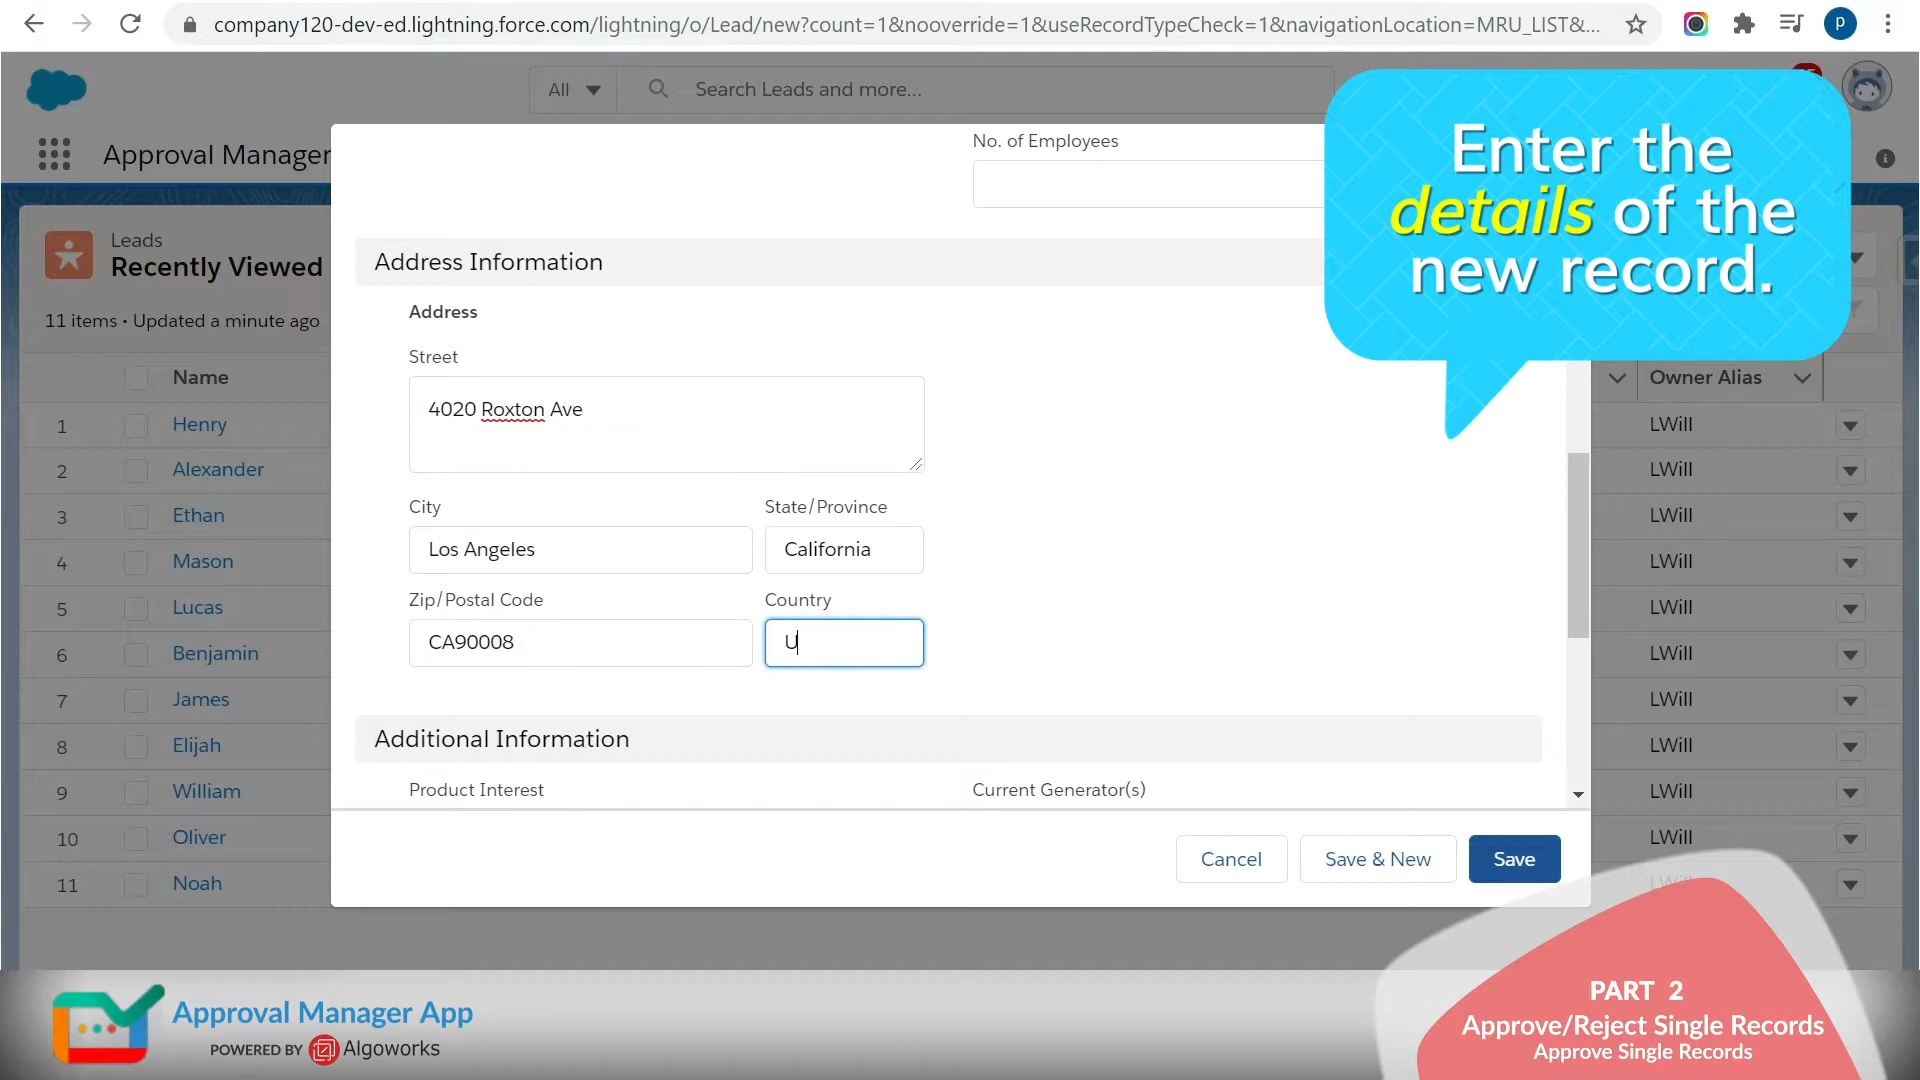 company120-dev-ed.lightning.force.com/lightning/o/Lead/new?count=1&nooverride=1&useRecordTypeCheck=1&navigationLocation=MRU_LIST&...
P
All
Search Leads and more...
Approval Manager
Enter the
details of the
new record.
Leads
Recently Viewed
11 items • Updated a minute ago
Name
Owner Alias
1 Henry LWill
2 Alexander LWill
3 Ethan LWill
4 Mason LWill
5 Lucas LWill
6 Benjamin LWill
7 James LWill
8 Elijah LWill
9 William LWill
10 Oliver LWill
11 Noah LWill
No. of Employees
Address Information
Address
Street
4020 Roxton Ave
City State/Province
Los Angeles California
Zip/Postal Code Country
CA90008 U
Additional Information
Product Interest Current Generator(s)
Cancel Save & New Save
Approval Manager App
POWERED BY Algoworks
PART 2
Approve/Reject Single Records
Approve Single Records